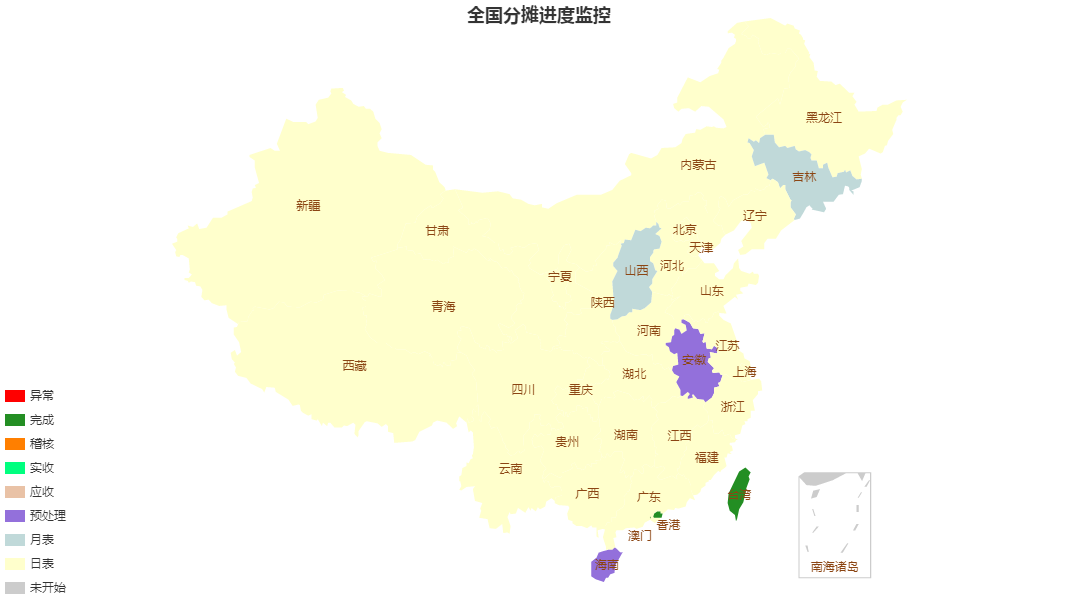 全国分摊进度监控
黑龙江
内蒙古
吉林
新疆
辽宁
甘肃
北京
天津
河北
山西
宁夏
山东
陕西
青海
河南
江苏
安徽
西藏
上海
湖北
四川
重庆
浙江
湖南
江西
贵州
福建
云南
广西
广东
台湾
香港
澳门
海南
南海诸岛
异常
完成
稽核
实收
应收
预处理
月表
日表
未开始